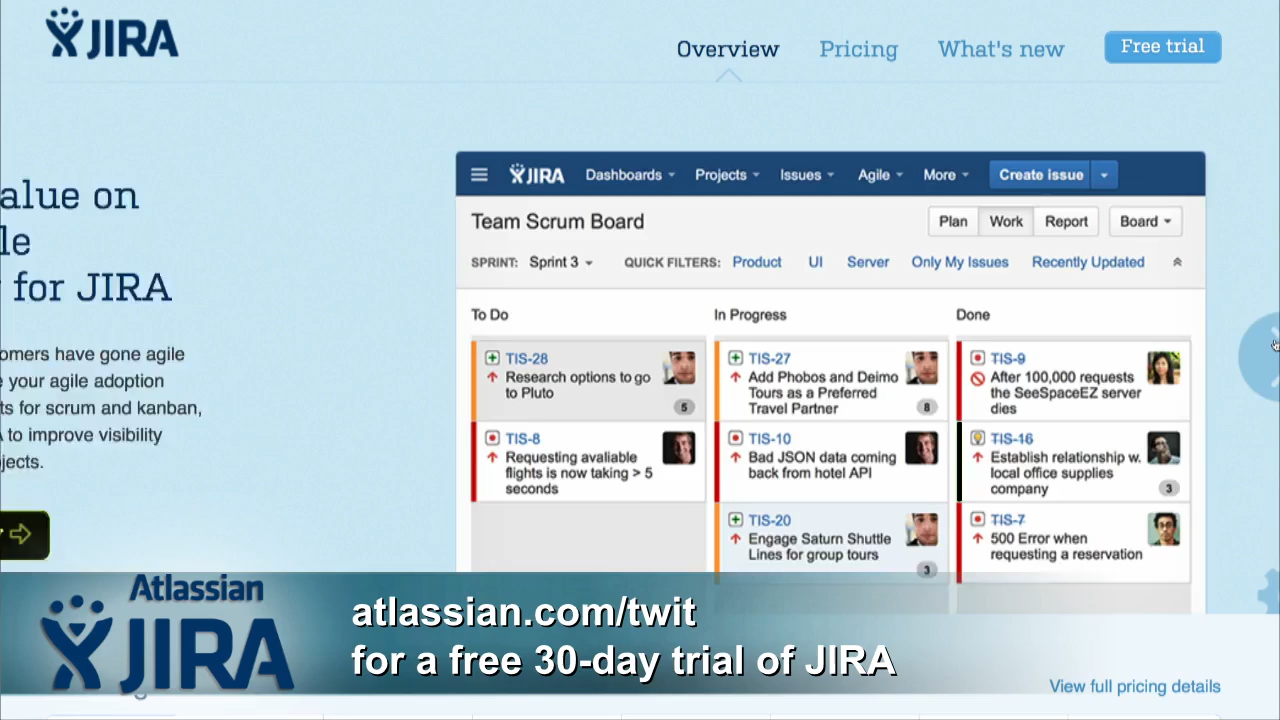 JIRA
Overview
Pricing
What's new
Free trial
alue on
le
for JIRA
omers have gone agile
e your agile adoption
ts for scrum and kanban,
to improve visibility
jects.
JIRA
Dashboards
Projects
Issues
Agile
More
Create issue
Team Scrum Board
Plan
Work
Report
Board
SPRINT:
Sprint 3
QUICK FILTERS:
Product
UI
Server
Only My Issues
Recently Updated
To Do
TIS-28
Research options to go
to Pluto
5
TIS-8
Requesting avaliable
flights is now taking > 5
seconds
In Progress
TIS-27
Add Phobos and Deimo
Tours as a Preferred
Travel Partner
8
TIS-10
Bad JSON data coming
back from hotel API
TIS-20
Engage Saturn Shuttle
Lines for group tours
3
Done
TIS-9
After 100,000 requests
the SeeSpaceEZ server
dies
TIS-16
Establish relationship w.
local office supplies
company
3
TIS-7
500 Error when
requesting a reservation
Atlassian
JIRA
atlassian.com/twit
for a free 30-day trial of JIRA
View full pricing details